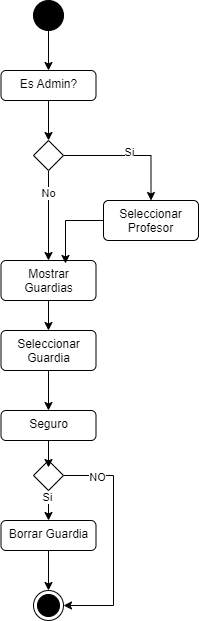 Es Admin?
Si
No
Seleccionar
Profesor
Mostrar
Guardias
Seleccionar
Guardia
Seguro
NO
Si
Borrar Guardia